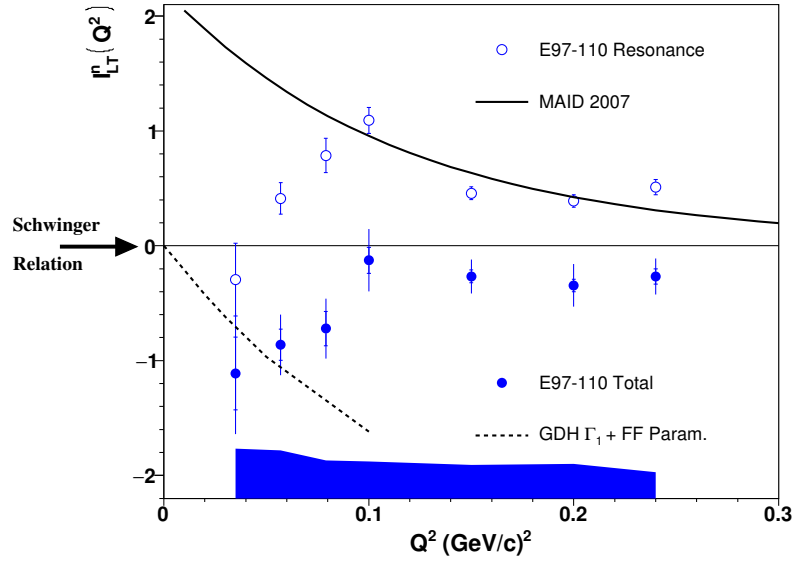 I^n_LT (Q^2)
2
E97-110 Resonance
MAID 2007
1
Schwinger
0
Relation
−1
E97-110 Total
GDH Γ_1 + FF Param.
−2
0 0.1 0.2 0.3
Q^2 (GeV/c)^2